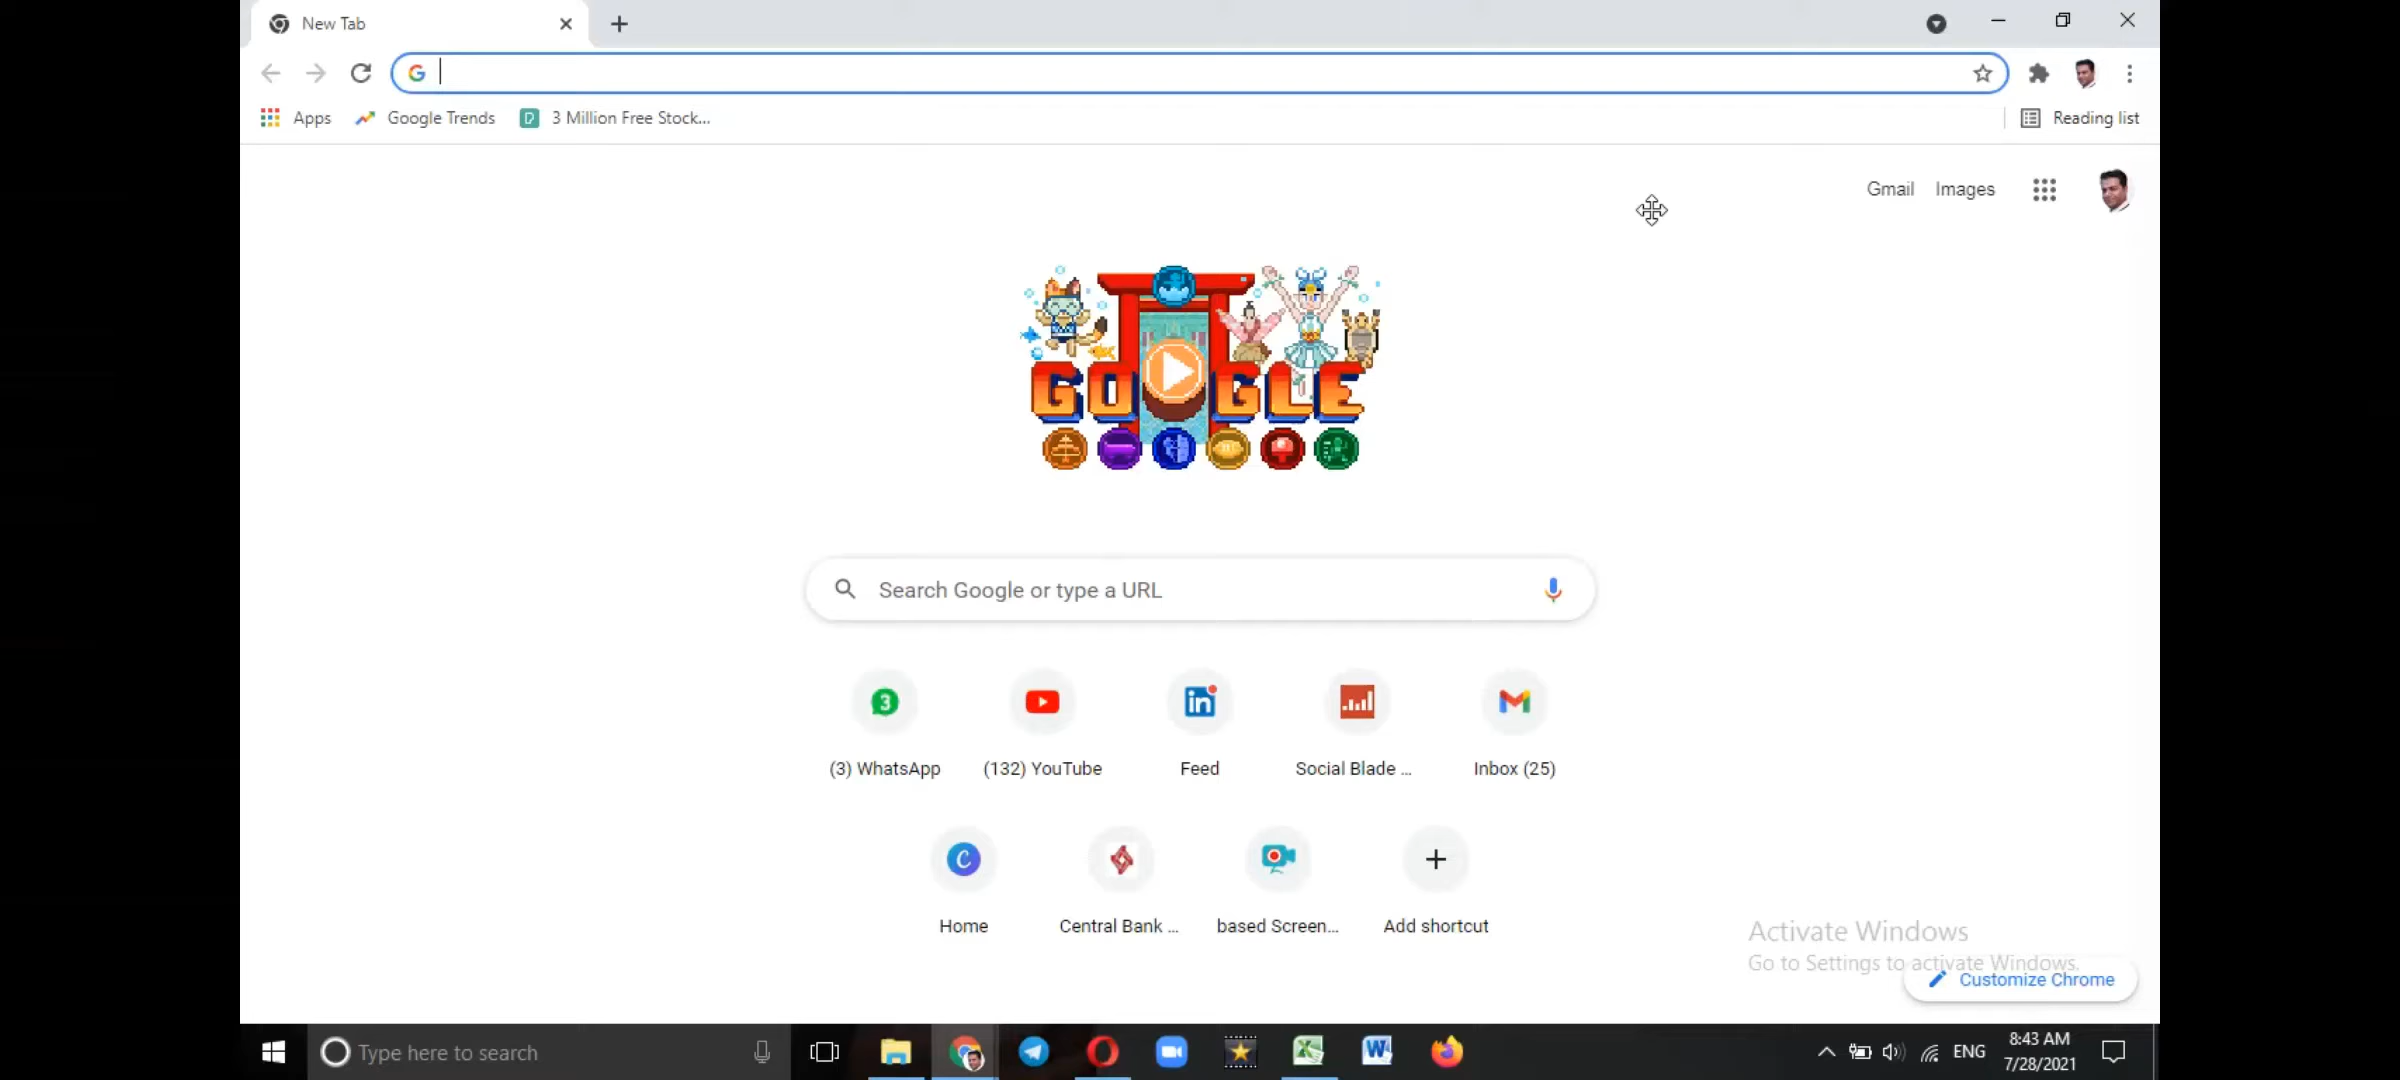 New Tab
Apps
Google Trends
3 Million Free Stock...
Reading list
Gmail
Images
GOOGLE
Search Google or type a URL
3
(3) WhatsApp
(132) YouTube
Feed
Social Blade ...
Inbox (25)
Home
Central Bank ...
based Screen...
Add shortcut
Activate Windows
Go to Settings to activate Windows.
Customize Chrome
Type here to search
ENG
8:43 AM
7/28/2021